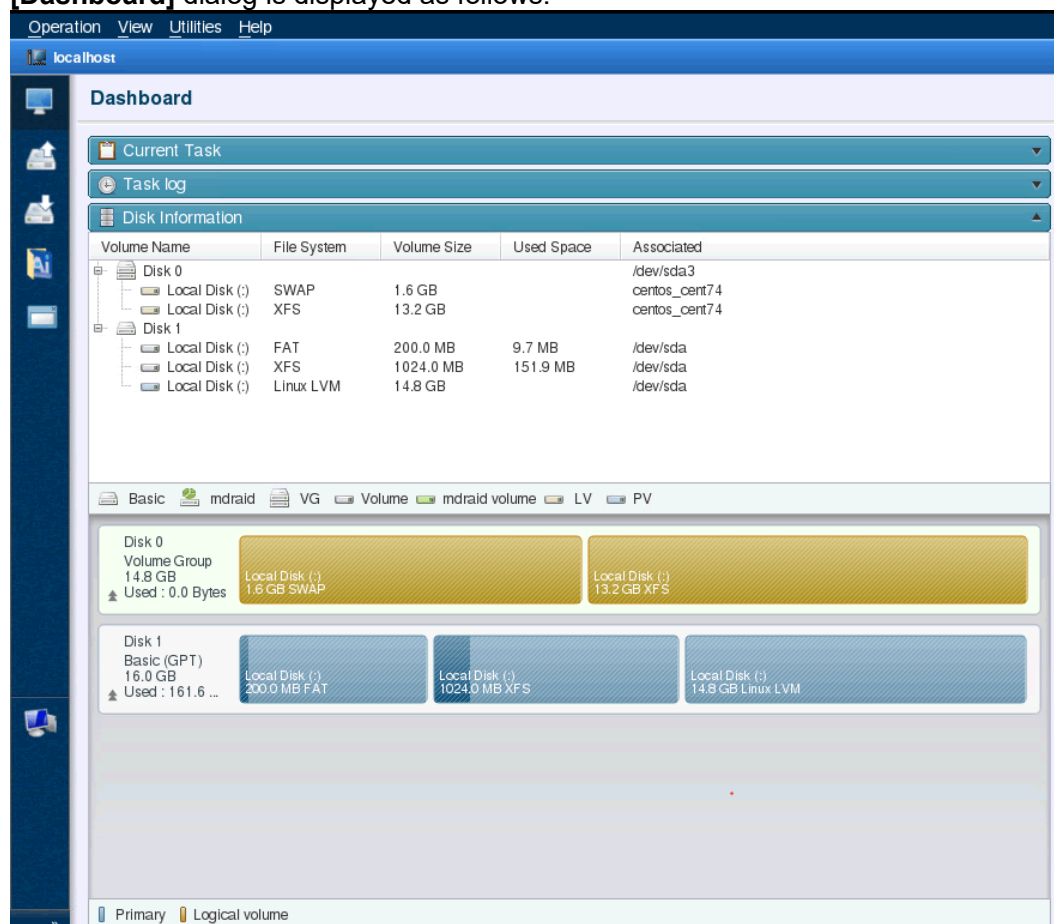 [Dashboard] dialog is displayed as follows.
Operation View Utilities Help
localhost
Dashboard
Current Task
Task log
Disk Information
Volume Name File System Volume Size Used Space Associated
Disk 0 /dev/sda3
Local Disk (:) SWAP 1.6 GB centos_cent74
Local Disk (:) XFS 13.2 GB centos_cent74
Disk 1
Local Disk (:) FAT 200.0 MB 9.7 MB /dev/sda
Local Disk (:) XFS 1024.0 MB 151.9 MB /dev/sda
Local Disk (:) Linux LVM 14.8 GB /dev/sda
Basic mdraid VG Volume mdraid volume LV PV
Disk 0
Volume Group
14.8 GB
Used : 0.0 Bytes
Local Disk (:)
1.6 GB SWAP
Local Disk (:)
13.2 GB XFS
Disk 1
Basic (GPT)
16.0 GB
Used : 161.6 ...
Local Disk (:)
200.0 MB FAT
Local Disk (:)
1024.0 MB XFS
Local Disk (:)
14.8 GB Linux LVM
Primary Logical volume